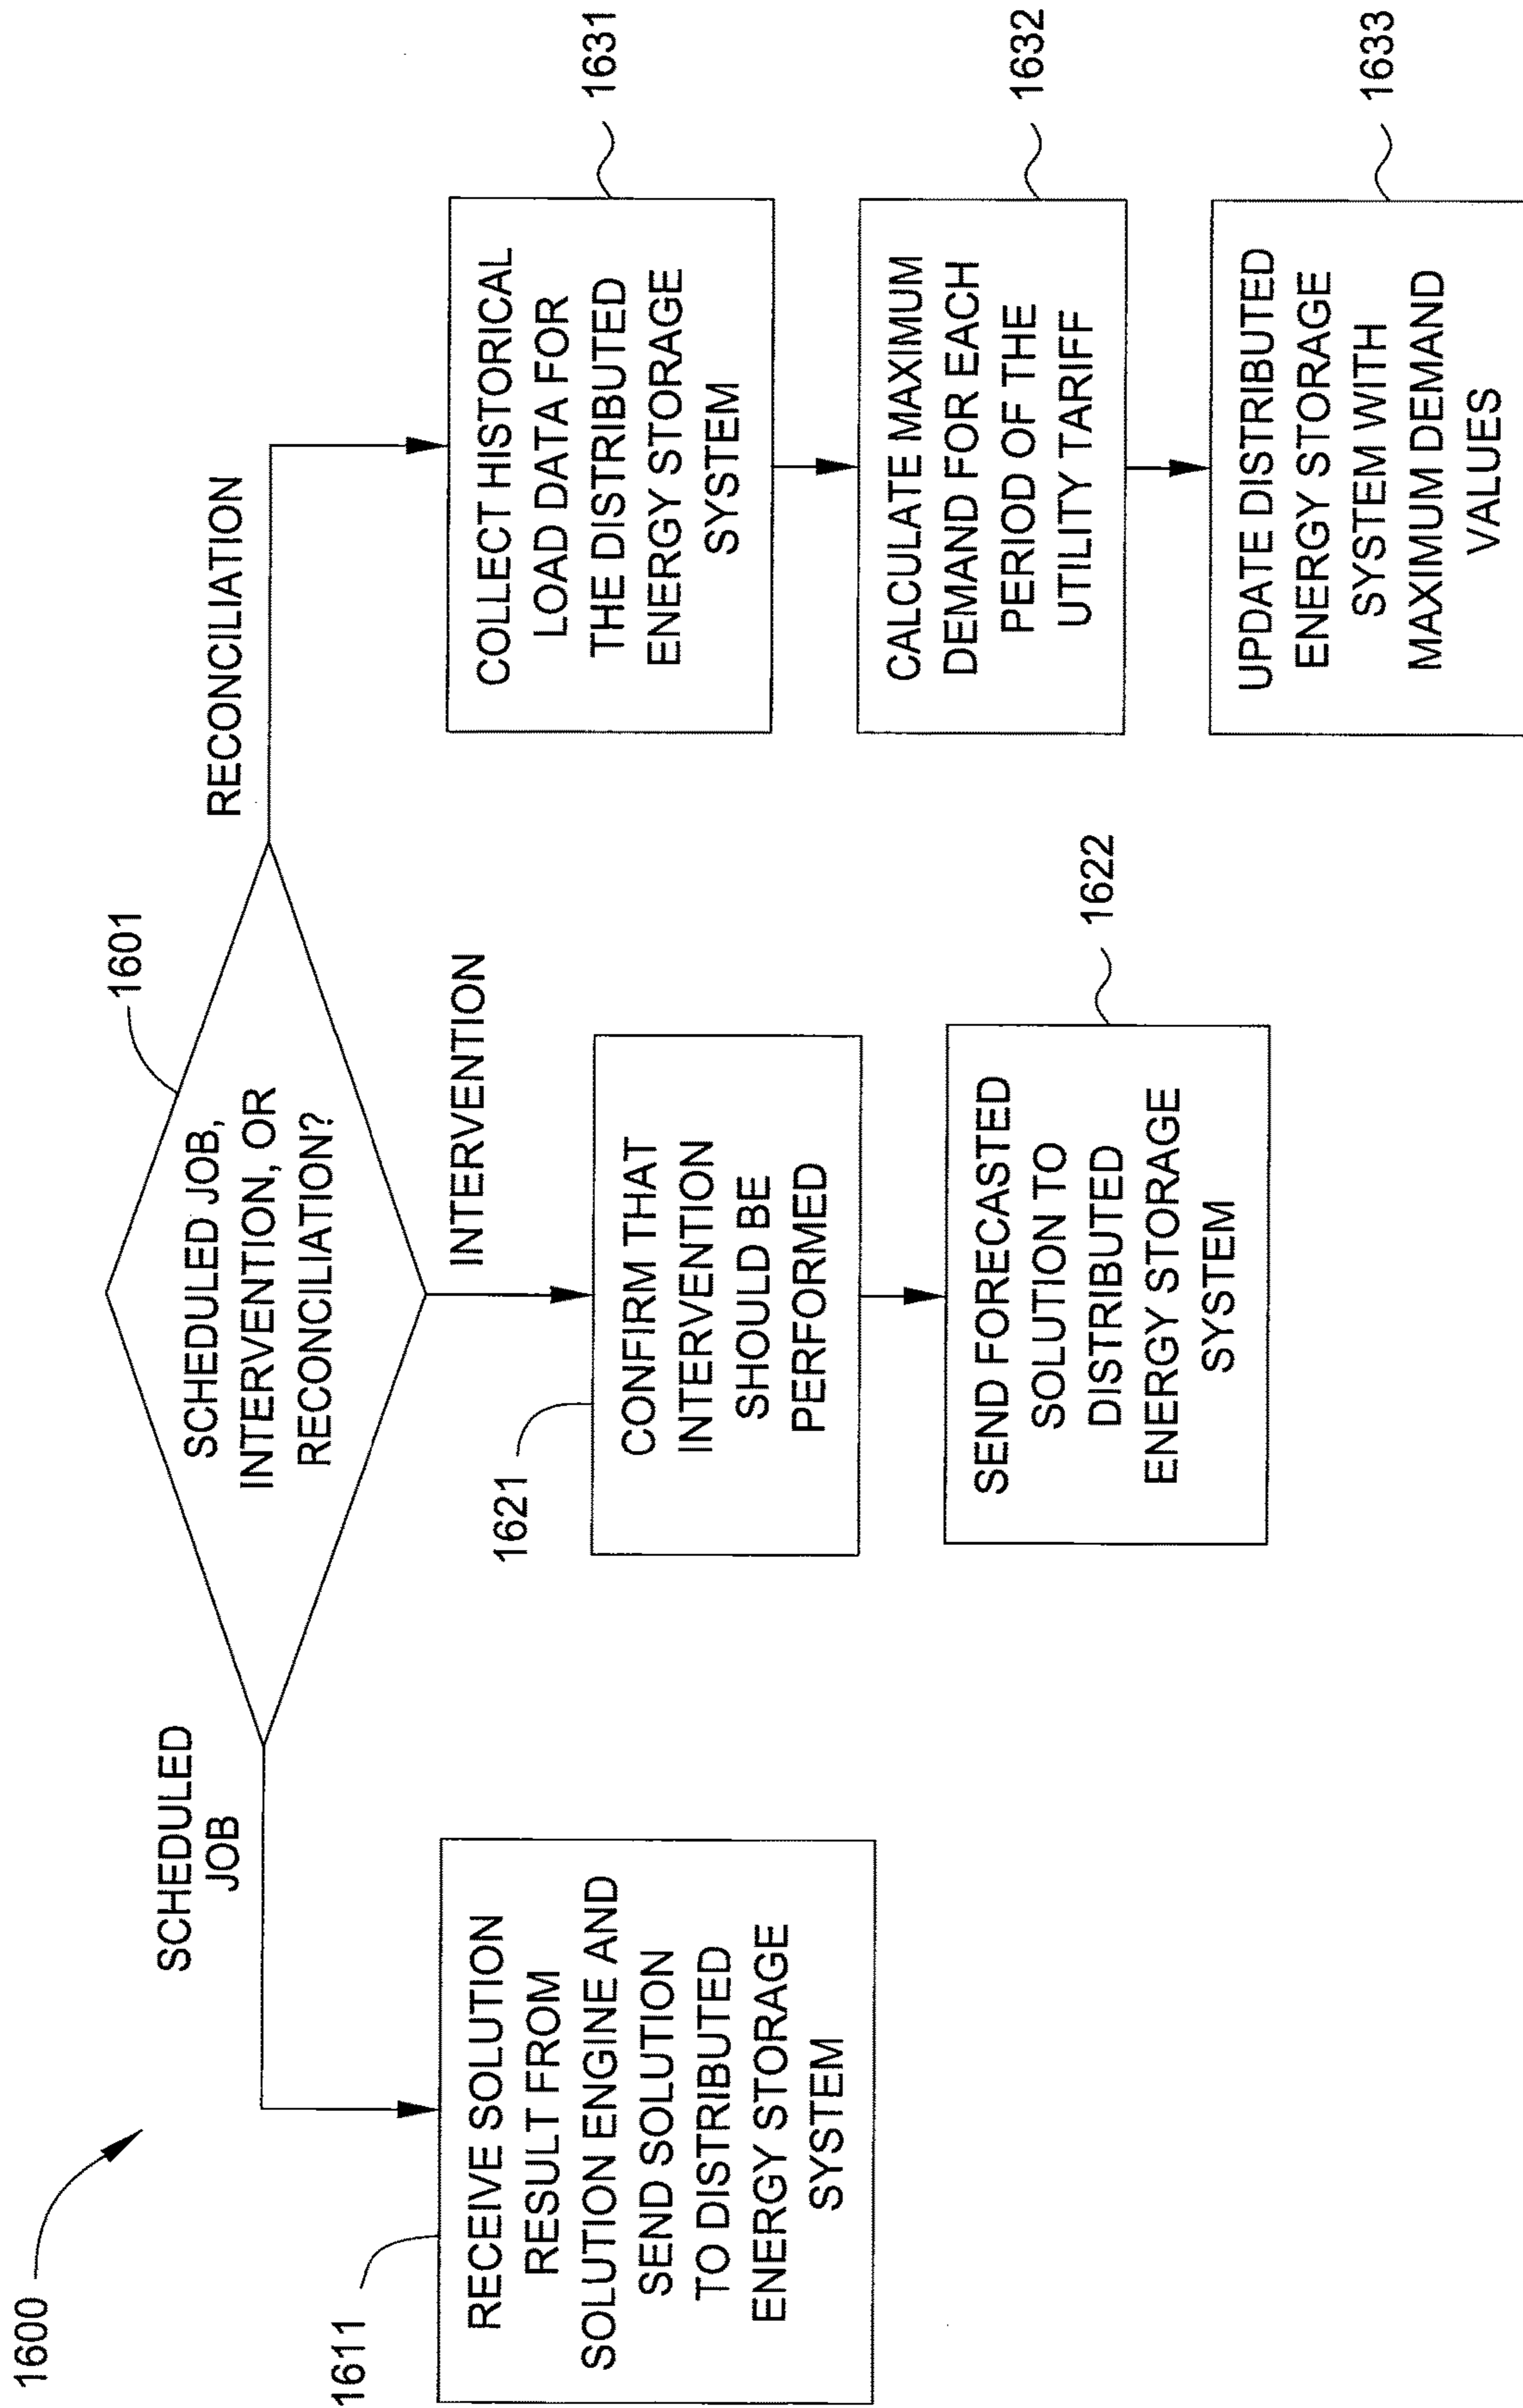 1600
1601
SCHEDULED JOB,
INTERVENTION, OR
RECONCILIATION?
SCHEDULED
JOB
1611
RECEIVE SOLUTION
RESULT FROM
SOLUTION ENGINE AND
SEND SOLUTION
TO DISTRIBUTED
ENERGY STORAGE
SYSTEM
INTERVENTION
1621
CONFIRM THAT
INTERVENTION
SHOULD BE
PERFORMED
1622
SEND FORECASTED
SOLUTION TO
DISTRIBUTED
ENERGY STORAGE
SYSTEM
RECONCILIATION
1631
COLLECT HISTORICAL
LOAD DATA FOR
THE DISTRIBUTED
ENERGY STORAGE
SYSTEM
1632
CALCULATE MAXIMUM
DEMAND FOR EACH
PERIOD OF THE
UTILITY TARIFF
1633
UPDATE DISTRIBUTED
ENERGY STORAGE
SYSTEM WITH
MAXIMUM DEMAND
VALUES